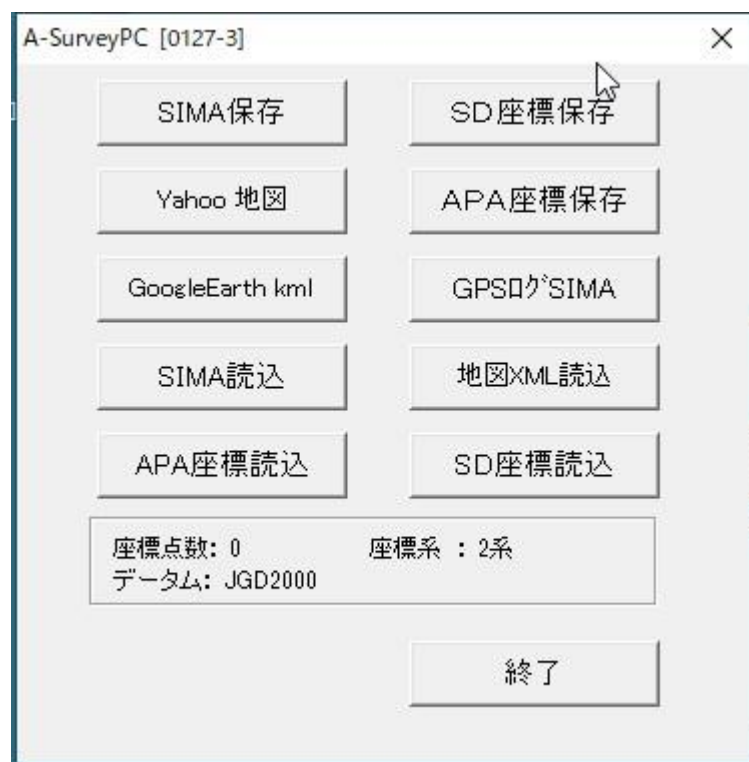 A-SurveyPC [0127-3]
SIMA保存
SD座標保存
Yahoo 地図
APA座標保存
GoogleEarth kml
GPSﾛｸﾞSIMA
SIMA読込
地図XML読込
APA座標読込
SD座標読込
座標点数: 0 座標系 : 2系
データム: JGD2000
終了